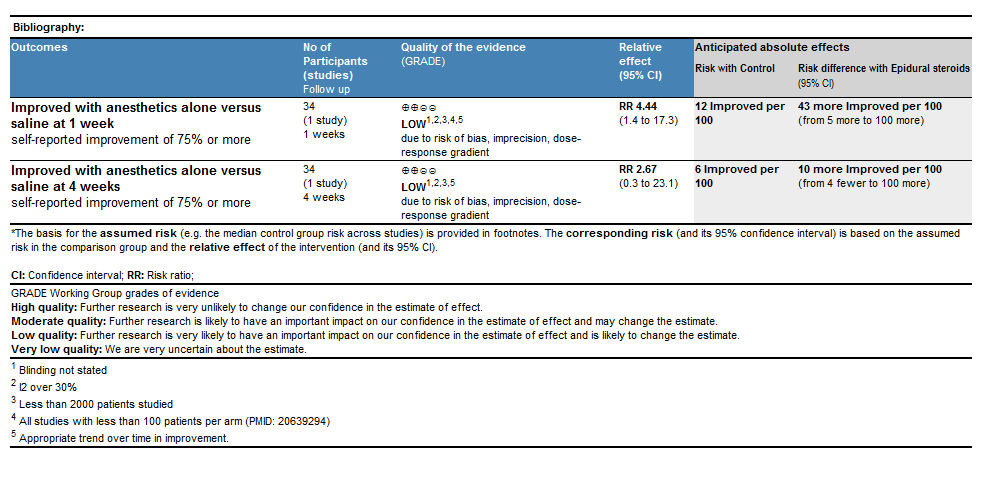 Bibliography:
Outcomes
No of Participants (studies) Follow up
Quality of the evidence (GRADE)
Relative effect (95% CI)
Anticipated absolute effects
Risk with Control
Risk difference with Epidural steroids (95% CI)
Improved with anesthetics alone versus
saline at 1 week
self-reported improvement of 75% or more
34
(1 study)
1 weeks
⊕⊕⊖⊖
LOW1,2,3,4,5
due to risk of bias, imprecision, dose-
response gradient
RR 4.44
(1.4 to 17.3)
12 Improved per
100
43 more Improved per 100
(from 5 more to 100 more)
Improved with anesthetics alone versus
saline at 4 weeks
self-reported improvement of 75% or more
34
(1 study)
4 weeks
⊕⊕⊖⊖
LOW1,2,3,5
due to risk of bias, imprecision, dose-
response gradient
RR 2.67
(0.3 to 23.1)
6 Improved per
100
10 more Improved per 100
(from 4 fewer to 100 more)
*The basis for the assumed risk (e.g. the median control group risk across studies) is provided in footnotes. The corresponding risk (and its 95% confidence interval) is based on the assumed
risk in the comparison group and the relative effect of the intervention (and its 95% CI).
CI: Confidence interval; RR: Risk ratio;
GRADE Working Group grades of evidence
High quality: Further research is very unlikely to change our confidence in the estimate of effect.
Moderate quality: Further research is likely to have an important impact on our confidence in the estimate of effect and may change the estimate.
Low quality: Further research is very likely to have an important impact on our confidence in the estimate of effect and is likely to change the estimate.
Very low quality: We are very uncertain about the estimate.
1 Blinding not stated
2 I2 over 30%
3 Less than 2000 patients studied
4 All studies with less than 100 patients per arm (PMID: 20639294)
5 Appropriate trend over time in improvement.